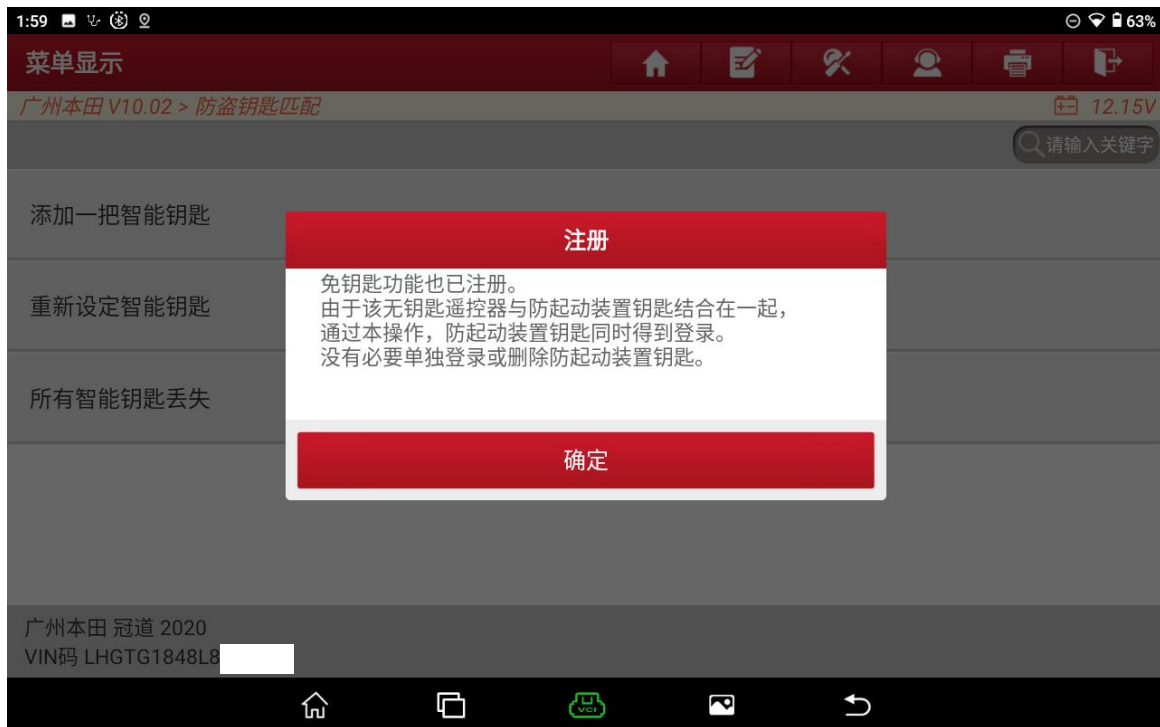 1:59
63%
菜单显示
广州本田 V10.02 > 防盗钥匙匹配
12.15V
请输入关键字
添加一把智能钥匙
重新设定智能钥匙
所有智能钥匙丢失
注册
免钥匙功能也已注册。
由于该无钥匙遥控器与防起动装置钥匙结合在一起，
通过本操作，防起动装置钥匙同时得到登录。
没有必要单独登录或删除防起动装置钥匙。
确定
广州本田 冠道 2020
VIN码 LHGTG1848L8
VCI